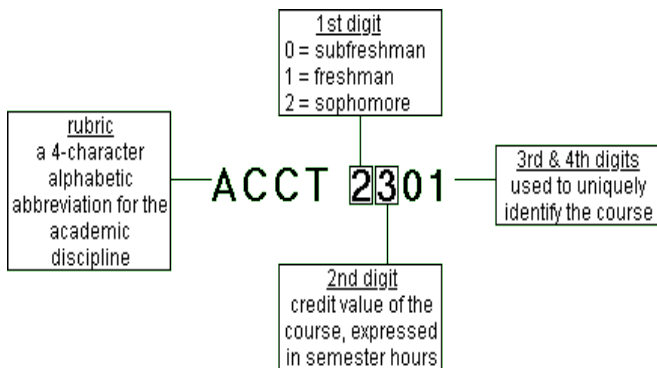 1st digit
0 = subfreshman
1 = freshman
2 = sophomore
rubric
a 4-character
alphabetic
abbreviation for the
academic
discipline
ACCT 2301
3rd & 4th digits
used to uniquely
identify the course
2nd digit
credit value of the
course, expressed
in semester hours